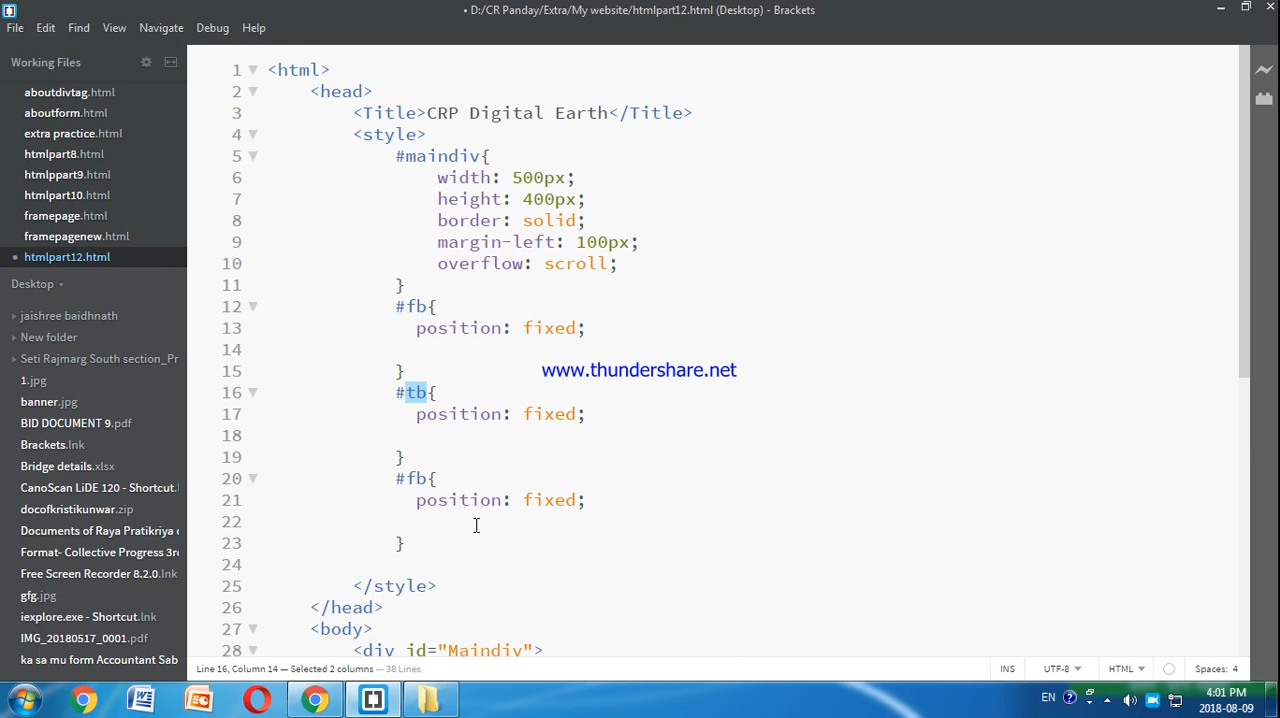 • D:/CR Panday/Extra/My website/htmlpart12.html (Desktop) - Brackets
File Edit Find View Navigate Debug Help
Working Files
aboutdivtag.html
aboutform.html
extra practice.html
htmlpart8.html
htmlppart9.html
htmlpart10.html
framepage.html
framepagenew.html
htmlpart12.html
Desktop
jaishree baidhnath
New folder
Seti Rajmarg South section_Pr
1.jpg
banner.jpg
BID DOCUMENT 9.pdf
Brackets.lnk
Bridge details.xlsx
CanoScan LiDE 120 - Shortcut.l
docofkristikunwar.zip
Documents of Raya Pratikriya
Format- Collective Progress 3r
Free Screen Recorder 8.2.0.lnk
gfg.jpg
iexplore.exe - Shortcut.lnk
IMG_20180517_0001.pdf
ka sa mu form Accountant Sab
1 <html>
2 <head>
3 <Title>CRP Digital Earth</Title>
4 <style>
5 #maindiv{
6 width: 500px;
7 height: 400px;
8 border: solid;
9 margin-left: 100px;
10 overflow: scroll;
11 }
12 #fb{
13 position: fixed;
14
15 }
www.thundershare.net
16 #tb{
17 position: fixed;
18
19 }
20 #fb{
21 position: fixed;
22
23 }
24
25 </style>
26 </head>
27 <body>
28 <div id="Maindiv">
Line 16, Column 14 — Selected 2 columns — 38 Lines
INS UTF-8 HTML Spaces: 4
EN
4:01 PM
2018-08-09